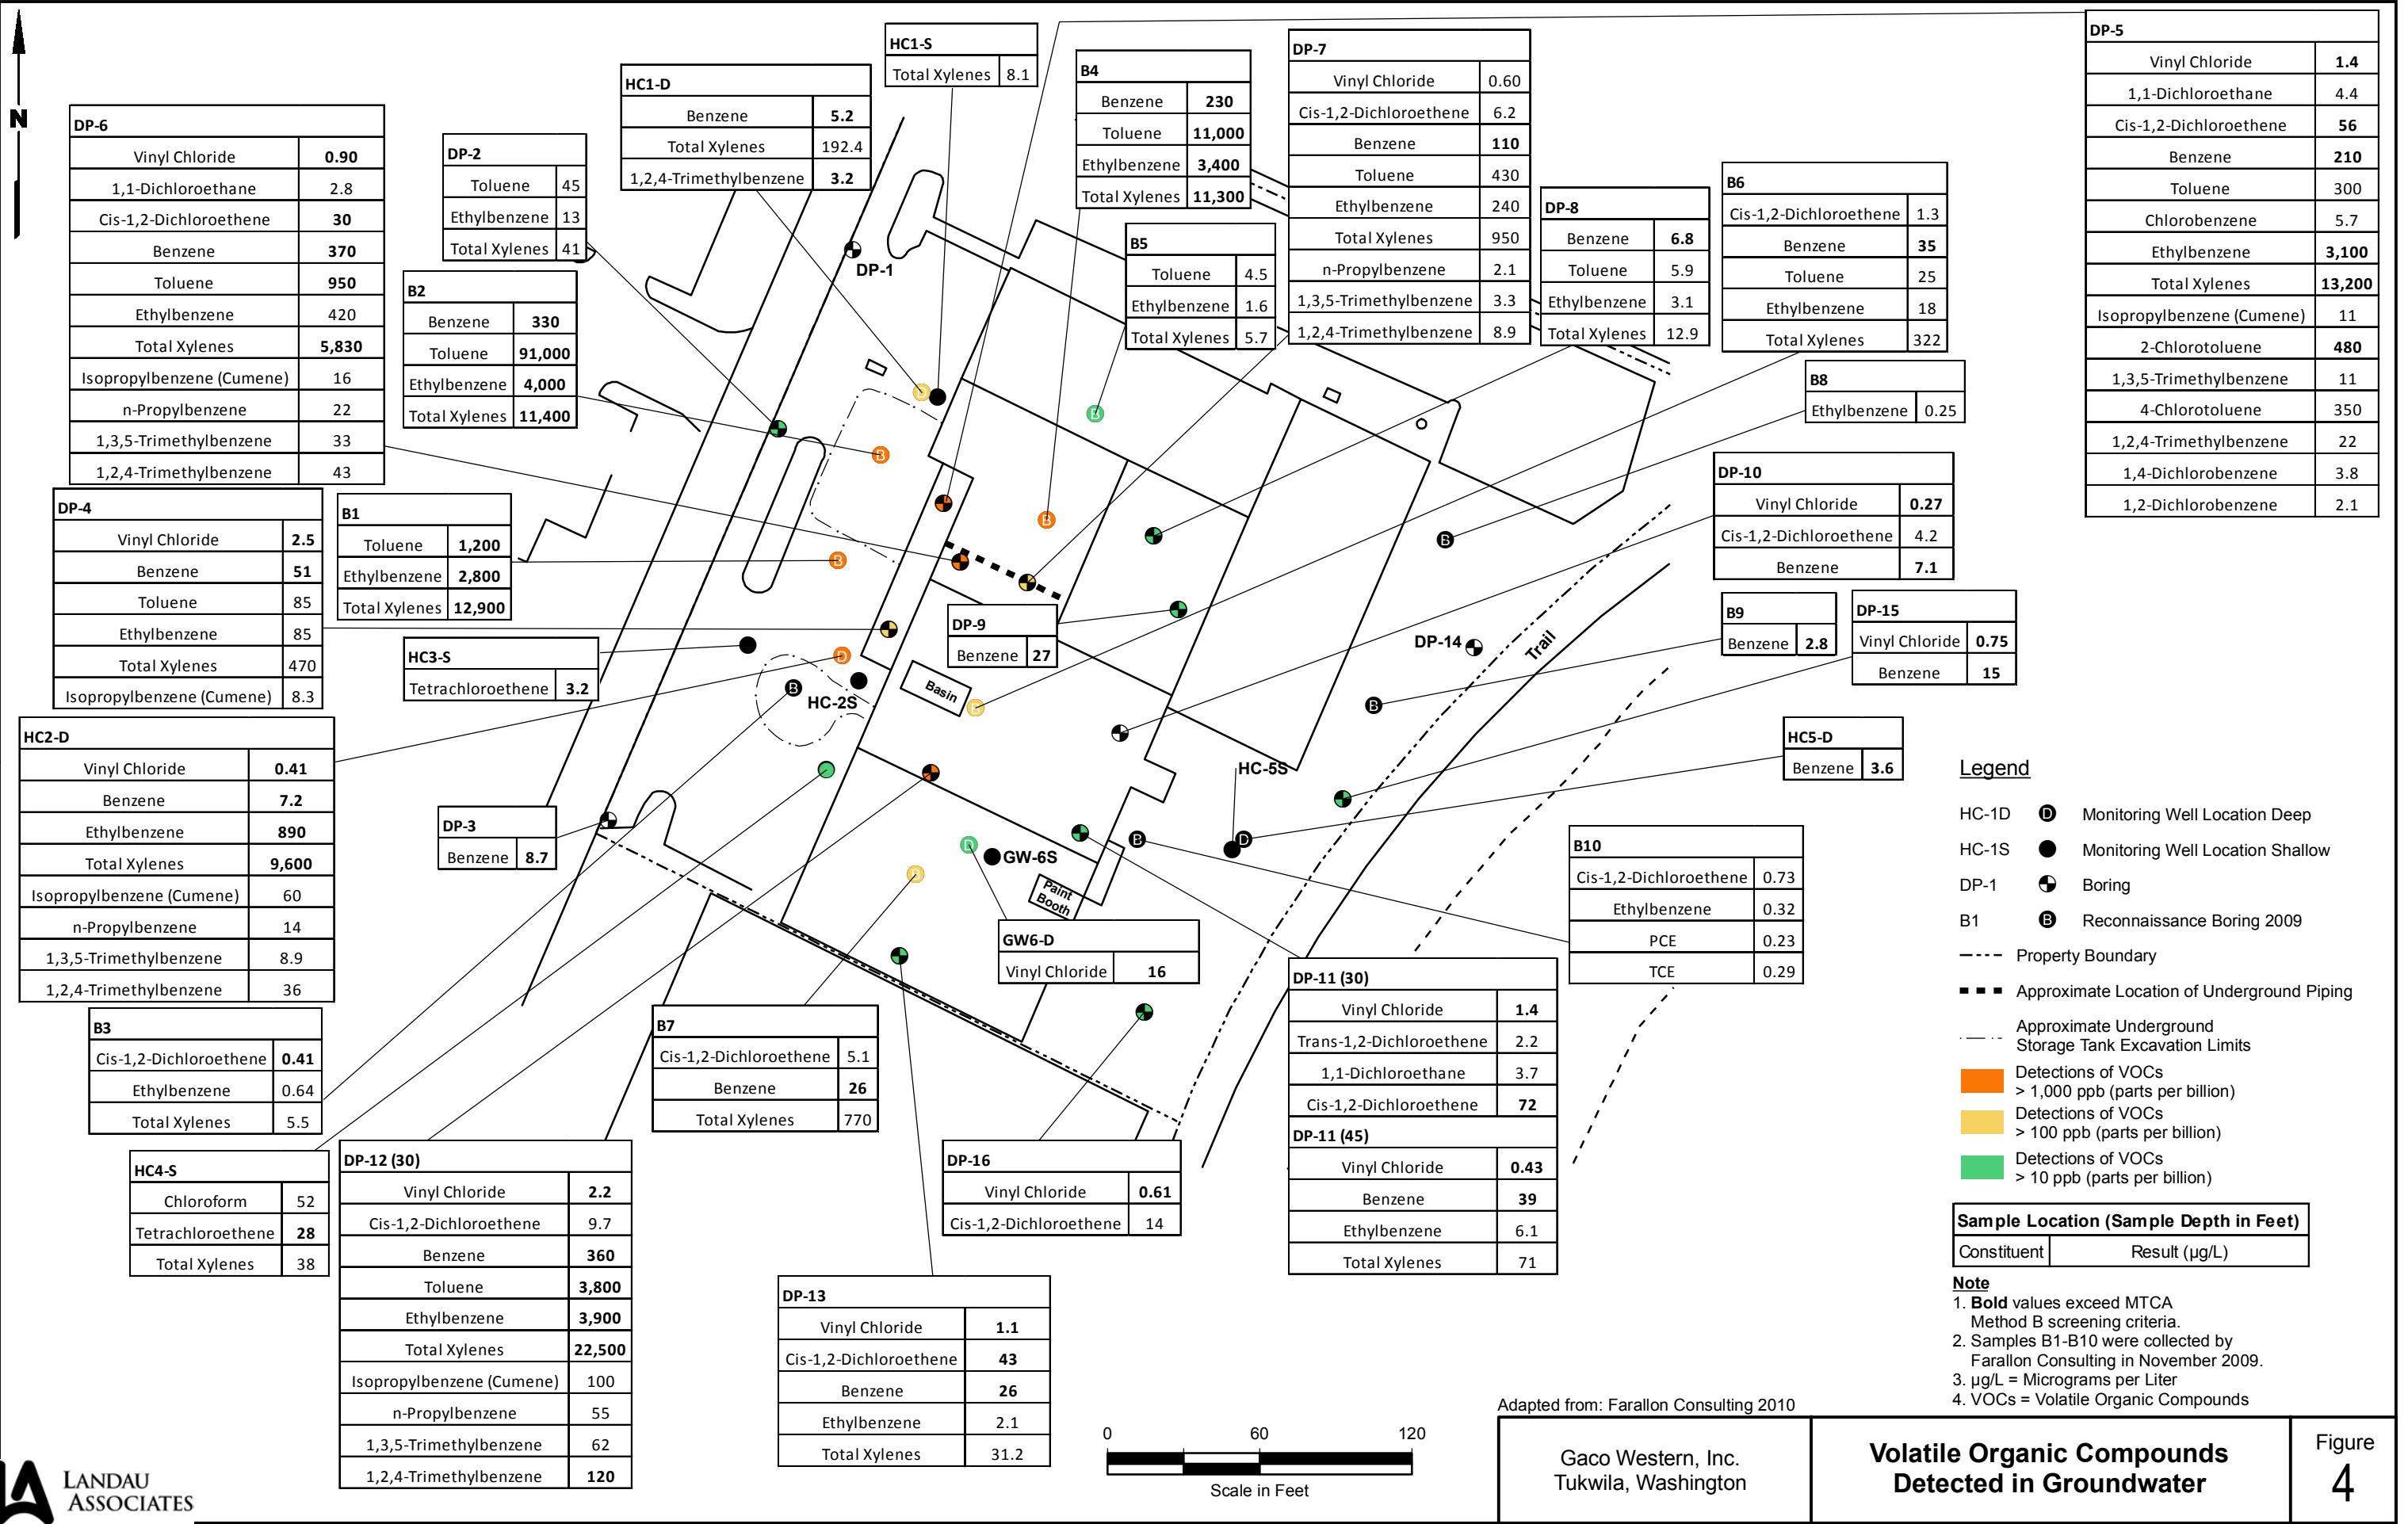 N
DP-6
Vinyl Chloride 0.90
1,1-Dichloroethane 2.8
Cis-1,2-Dichloroethene 30
Benzene 370
Toluene 950
Ethylbenzene 420
Total Xylenes 5,830
Isopropylbenzene (Cumene) 16
n-Propylbenzene 22
1,3,5-Trimethylbenzene 33
1,2,4-Trimethylbenzene 43
DP-2
Toluene 45
Ethylbenzene 13
Total Xylenes 41
HC1-D
Benzene 5.2
Total Xylenes 192.4
1,2,4-Trimethylbenzene 3.2
HC1-S
Total Xylenes 8.1
B4
Benzene 230
Toluene 11,000
Ethylbenzene 3,400
Total Xylenes 11,300
DP-7
Vinyl Chloride 0.60
Cis-1,2-Dichloroethene 6.2
Benzene 110
Toluene 430
Ethylbenzene 240
Total Xylenes 950
n-Propylbenzene 2.1
1,3,5-Trimethylbenzene 3.3
1,2,4-Trimethylbenzene 8.9
DP-5
Vinyl Chloride 1.4
1,1-Dichloroethane 4.4
Cis-1,2-Dichloroethene 56
Benzene 210
Toluene 300
Chlorobenzene 5.7
Ethylbenzene 3,100
Total Xylenes 13,200
Isopropylbenzene (Cumene) 11
2-Chlorotoluene 480
1,3,5-Trimethylbenzene 11
4-Chlorotoluene 350
1,2,4-Trimethylbenzene 22
1,4-Dichlorobenzene 3.8
1,2-Dichlorobenzene 2.1
B2
Benzene 330
Toluene 91,000
Ethylbenzene 4,000
Total Xylenes 11,400
B5
Toluene 4.5
Ethylbenzene 1.6
Total Xylenes 5.7
DP-8
Benzene 6.8
Toluene 5.9
Ethylbenzene 3.1
Total Xylenes 12.9
B6
Cis-1,2-Dichloroethene 1.3
Benzene 35
Toluene 25
Ethylbenzene 18
Total Xylenes 322
B8
Ethylbenzene 0.25
DP-10
Vinyl Chloride 0.27
Cis-1,2-Dichloroethene 4.2
Benzene 7.1
DP-4
Vinyl Chloride 2.5
Benzene 51
Toluene 85
Ethylbenzene 85
Total Xylenes 470
Isopropylbenzene (Cumene) 8.3
B1
Toluene 1,200
Ethylbenzene 2,800
Total Xylenes 12,900
HC3-S
Tetrachloroethene 3.2
DP-9
Benzene 27
B9
Benzene 2.8
DP-15
Vinyl Chloride 0.75
Benzene 15
HC5-D
Benzene 3.6
HC2-D
Vinyl Chloride 0.41
Benzene 7.2
Ethylbenzene 890
Total Xylenes 9,600
Isopropylbenzene (Cumene) 60
n-Propylbenzene 14
1,3,5-Trimethylbenzene 8.9
1,2,4-Trimethylbenzene 36
DP-3
Benzene 8.7
B3
Cis-1,2-Dichloroethene 0.41
Ethylbenzene 0.64
Total Xylenes 5.5
HC4-S
Chloroform 52
Tetrachloroethene 28
Total Xylenes 38
DP-12 (30)
Vinyl Chloride 2.2
Cis-1,2-Dichloroethene 9.7
Benzene 360
Toluene 3,800
Ethylbenzene 3,900
Total Xylenes 22,500
Isopropylbenzene (Cumene) 100
n-Propylbenzene 55
1,3,5-Trimethylbenzene 62
1,2,4-Trimethylbenzene 120
B7
Cis-1,2-Dichloroethene 5.1
Benzene 26
Total Xylenes 770
DP-13
Vinyl Chloride 1.1
Cis-1,2-Dichloroethene 43
Benzene 26
Ethylbenzene 2.1
Total Xylenes 31.2
GW6-D
Vinyl Chloride 16
DP-16
Vinyl Chloride 0.61
Cis-1,2-Dichloroethene 14
DP-11 (30)
Vinyl Chloride 1.4
Trans-1,2-Dichloroethene 2.2
1,1-Dichloroethane 3.7
Cis-1,2-Dichloroethene 72
DP-11 (45)
Vinyl Chloride 0.43
Benzene 39
Ethylbenzene 6.1
Total Xylenes 71
B10
Cis-1,2-Dichloroethene 0.73
Ethylbenzene 0.32
PCE 0.23
TCE 0.29
DP-1
D
B
B
B
B
B
D
B
B
B
B
D
D
B
B
HC-2S
Basin
DP-14
Trail
HC-5S
GW-6S
Paint
Booth
Legend
HC-1D D Monitoring Well Location Deep
HC-1S Monitoring Well Location Shallow
DP-1 Boring
B1 B Reconnaissance Boring 2009
Property Boundary
Approximate Location of Underground Piping
Approximate Underground
Storage Tank Excavation Limits
Detections of VOCs
> 1,000 ppb (parts per billion)
Detections of VOCs
> 100 ppb (parts per billion)
Detections of VOCs
> 10 ppb (parts per billion)
Sample Location (Sample Depth in Feet)
Constituent Result (µg/L)
Note
1. Bold values exceed MTCA
Method B screening criteria.
2. Samples B1-B10 were collected by
Farallon Consulting in November 2009.
3. µg/L = Micrograms per Liter
4. VOCs = Volatile Organic Compounds
0 60 120
Scale in Feet
Adapted from: Farallon Consulting 2010
LANDAU
ASSOCIATES
Gaco Western, Inc.
Tukwila, Washington
Volatile Organic Compounds
Detected in Groundwater
Figure
4